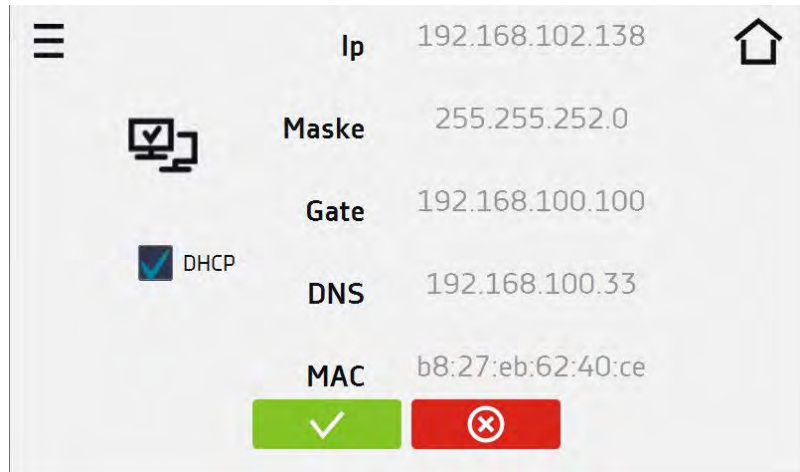 Ip 192.168.102.138
Maske 255.255.252.0
Gate 192.168.100.100
DHCP
DNS 192.168.100.33
MAC b8:27:eb:62:40:ce